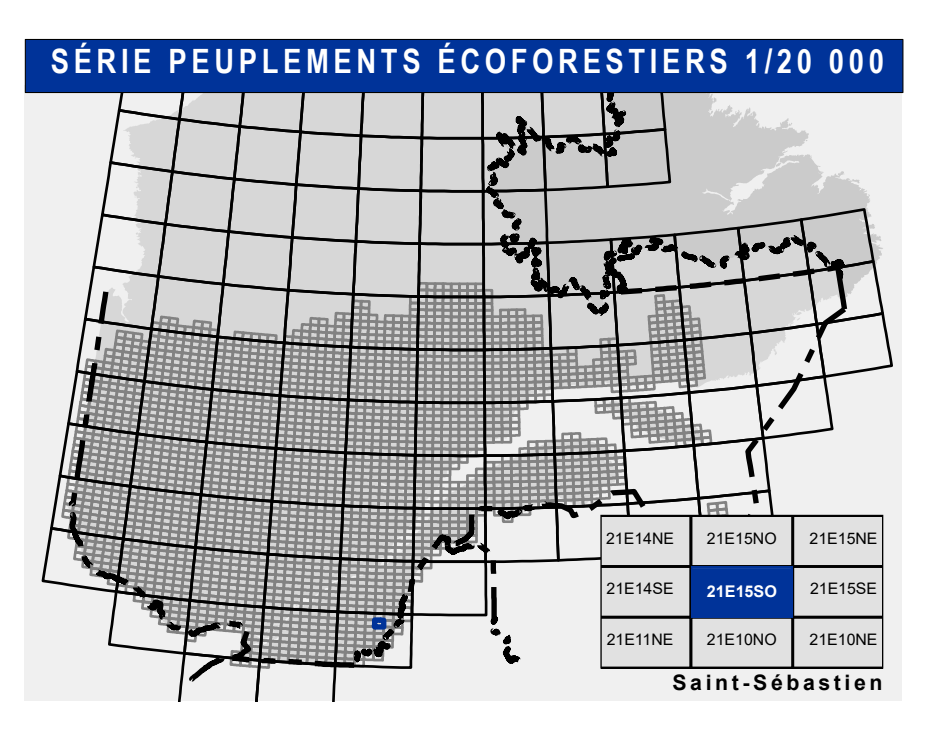 SÉRIE PEUPLEMENTS ÉCOFORESTIERS 1/20 000
21E14NE 21E15NO 21E15NE
21E14SE 21E15SO 21E15SE
21E11NE 21E10NO 21E10NE
Saint-Sébastien